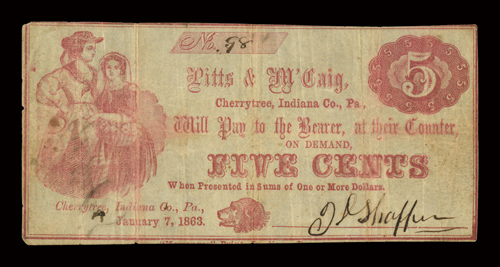 No. 98
5
Pitts & M'Caig,
Cherrytree, Indiana Co., Pa.,
Will Pay to the Bearer, at their Counter,
ON DEMAND,
FIVE CENTS
When Presented in Sums of One or More Dollars.
Cherrytree, Indiana Co., Pa.,
January 7, 1863.